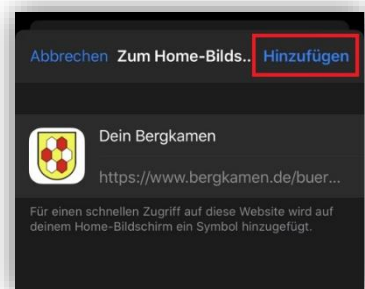 Abbrechen Zum Home-Bilds.. Hinzufügen
Dein Bergkamen
https://www.bergkamen.de/buer...
Für einen schnellen Zugriff auf diese Website wird auf
deinem Home-Bildschirm ein Symbol hinzugefügt.